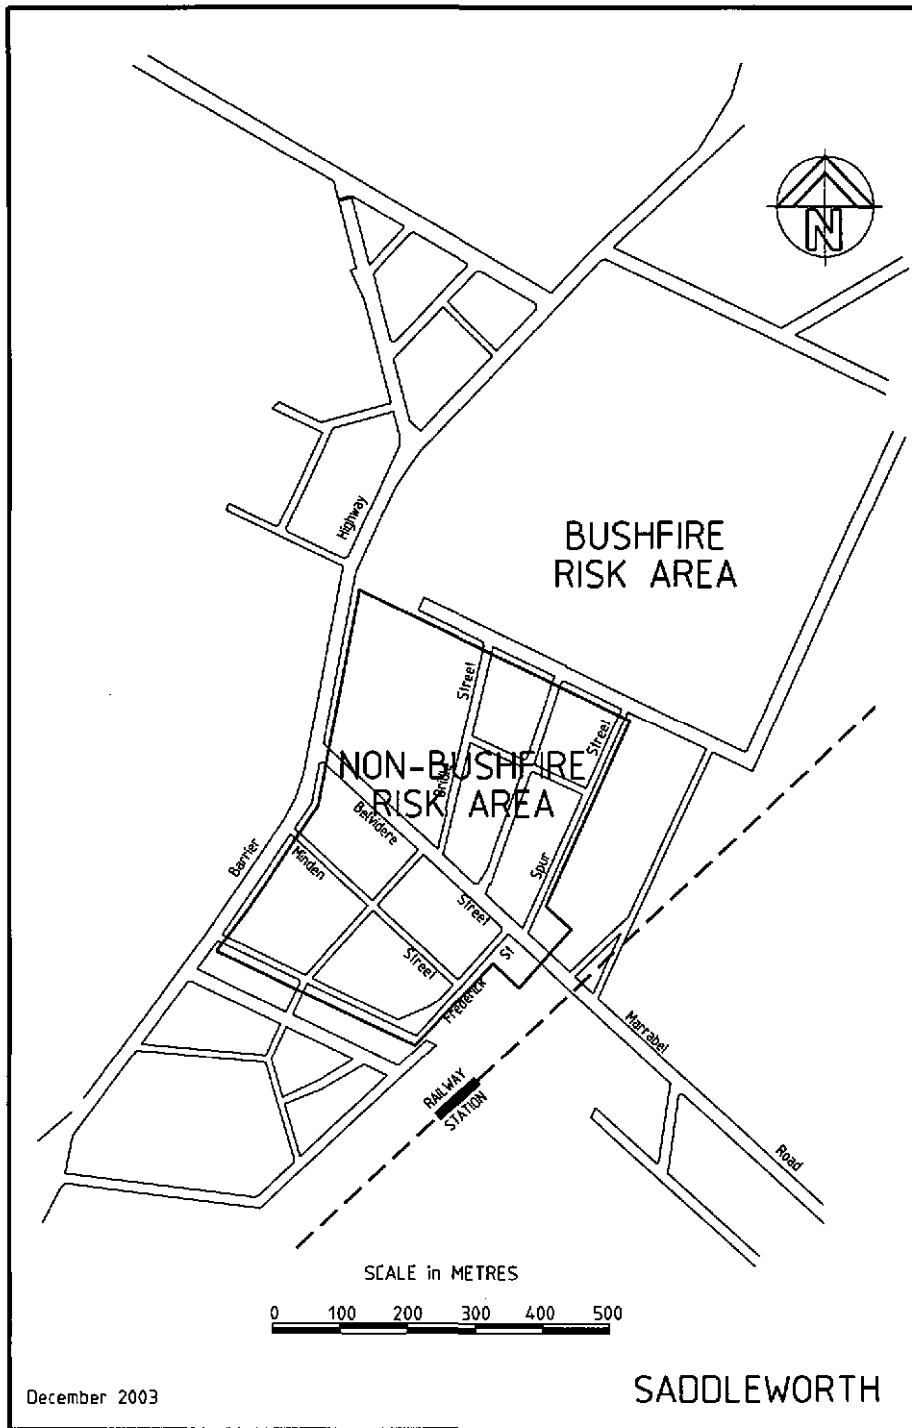 N
Highway
BUSHFIRE
RISK AREA
Street
Street
NON-BUSHFIRE
RISK AREA
Bridge
Belvidere
Barrier
Minden
Spur
Street
Street
St
Frederick
Marrabel
RAILWAY
STATION
Road
SCALE in METRES
0 100 200 300 400 500
December 2003
SADDLEWORTH